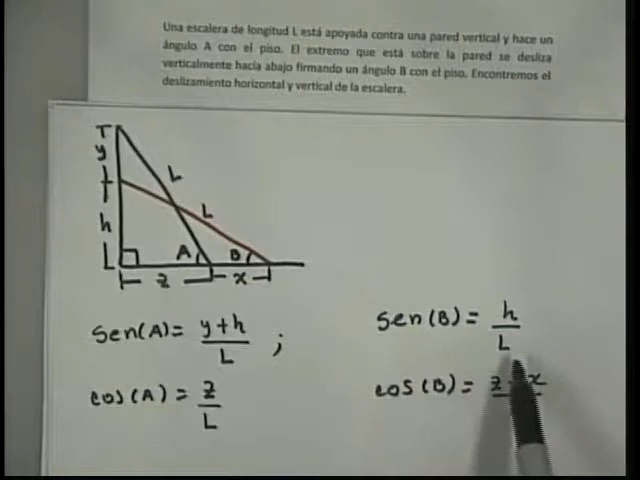 Una escalera de longitud L está apoyada contra una pared vertical y hace un
ángulo A con el piso. El extremo que está sobre la pared se desliza
verticalmente hacia abajo firmando un ángulo B con el piso. Encontremos el
deslizamiento horizontal y vertical de la escalera.
y
L
L
h
A
B
z
x
sen(A) = y+h / L ;
sen(B) = h / L
cos(A) = z / L
cos(B) = z x